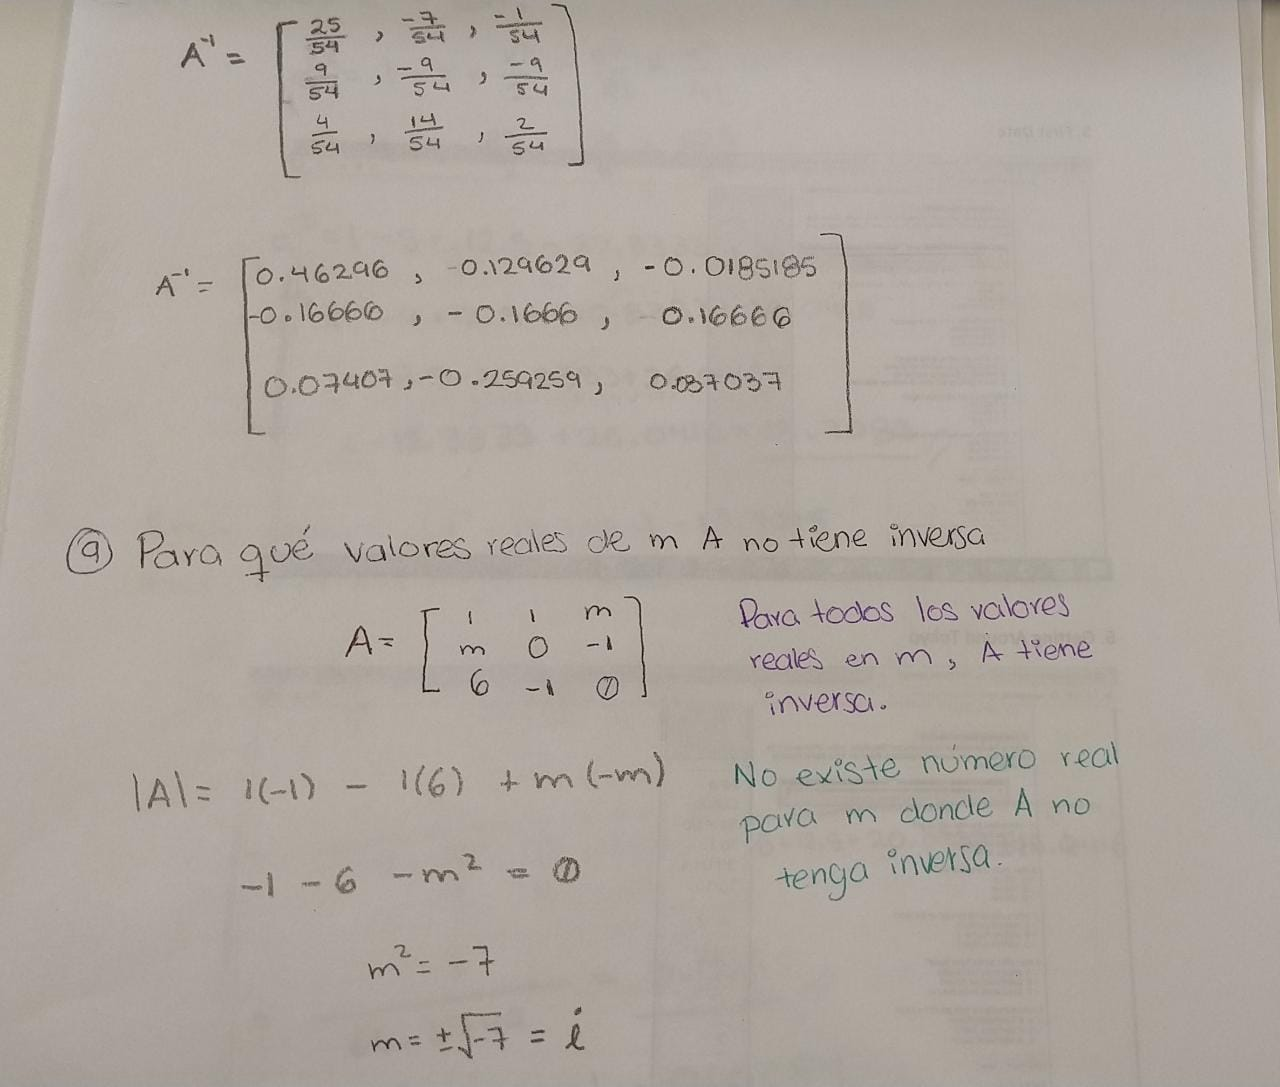 A⁻¹ = [ 25/54 , -7/54 , -1/54
9/54 , -9/54 , -9/54
4/54 , 14/54 , 2/54 ]
A⁻¹ = [ 0.46296 , -0.129629 , -0.0185185
-0.16666 , -0.1666 , 0.16666
0.07407 , -0.259259 , 0.037037 ]
⑨ Para qué valores reales de m A no tiene inversa
A = [ 1 1 m
m 0 -1
6 -1 0 ]
Para todos los valores
reales en m, A tiene
inversa.
|A| = 1(-1) - 1(6) + m(-m)
-1 - 6 - m² = 0
m² = -7
m = ±√-7 = i
No existe número real
para m donde A no
tenga inversa.